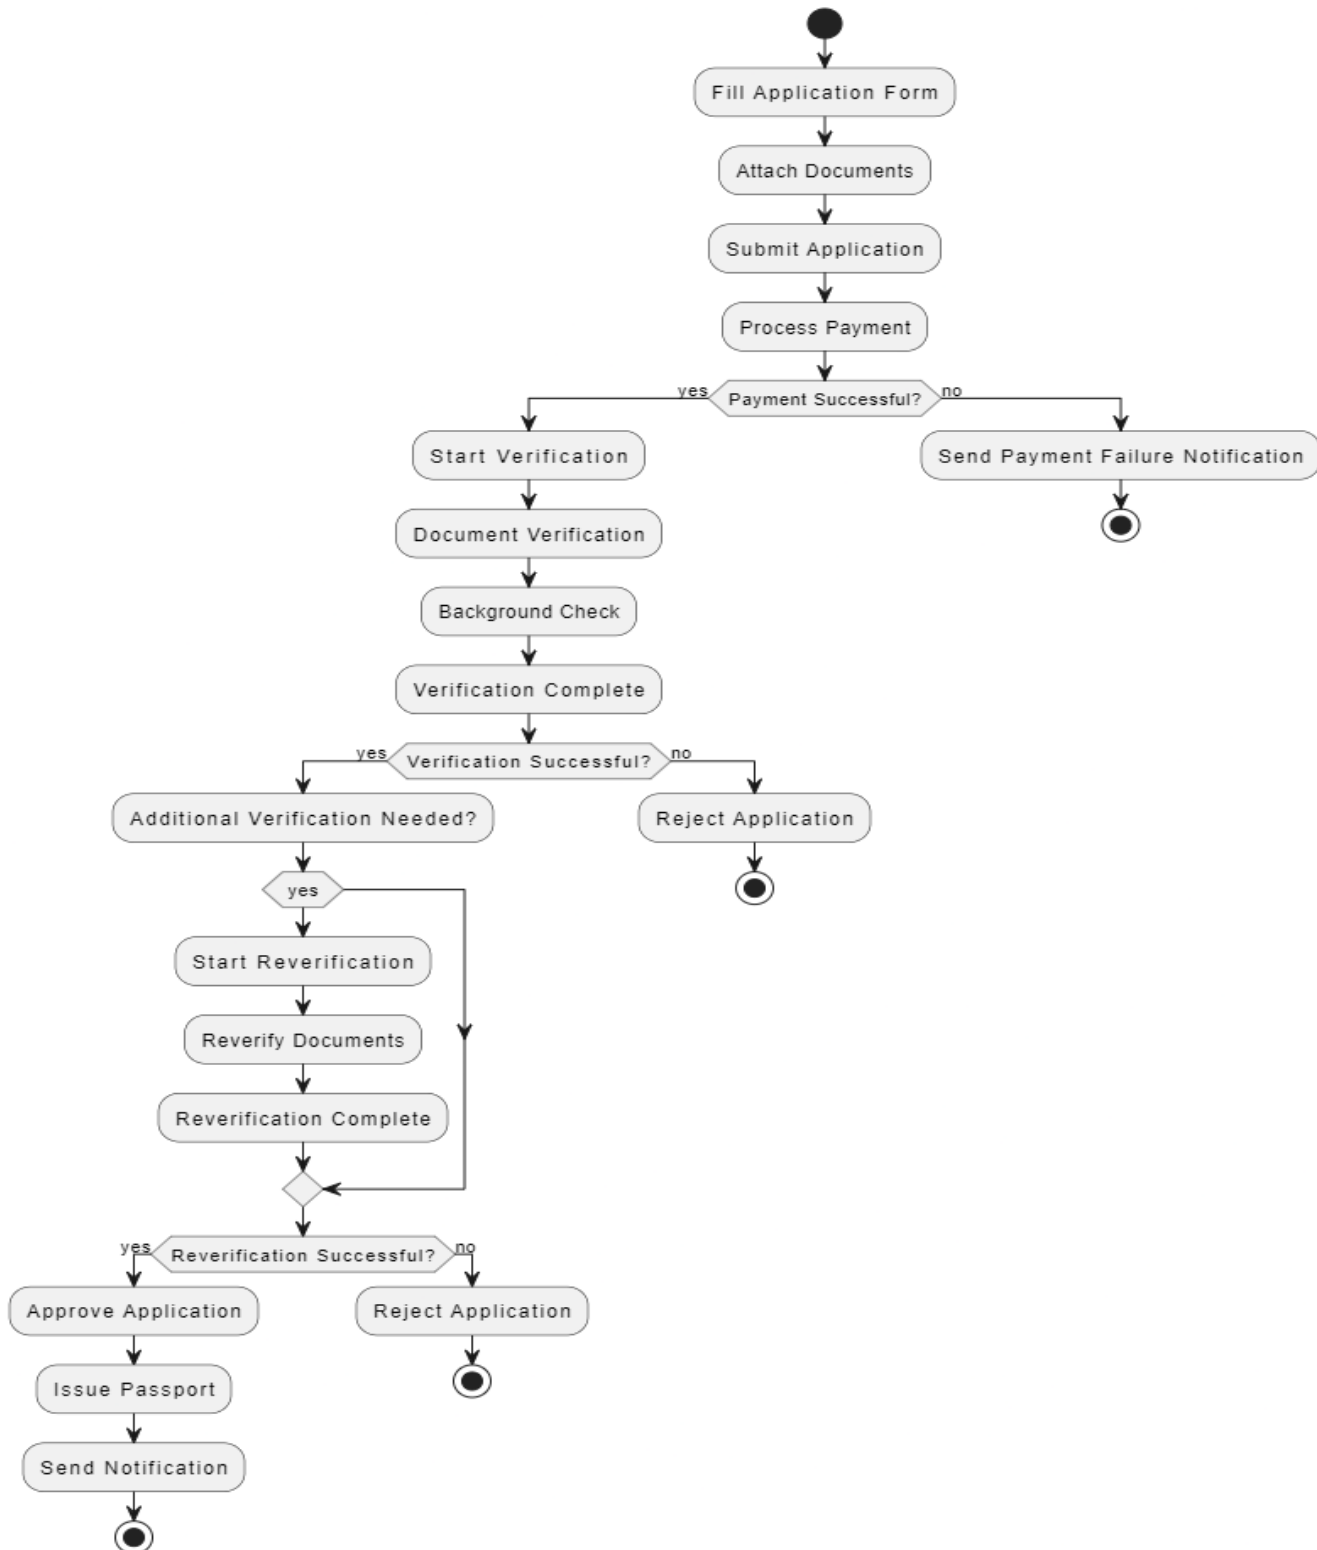 Fill Application Form
Attach Documents
Submit Application
Process Payment
yes
Payment Successful?
no
Start Verification
Send Payment Failure Notification
Document Verification
Background Check
Verification Complete
yes
Verification Successful?
no
Additional Verification Needed?
Reject Application
yes
Start Reverification
Reverify Documents
Reverification Complete
yes
Reverification Successful?
no
Approve Application
Reject Application
Issue Passport
Send Notification